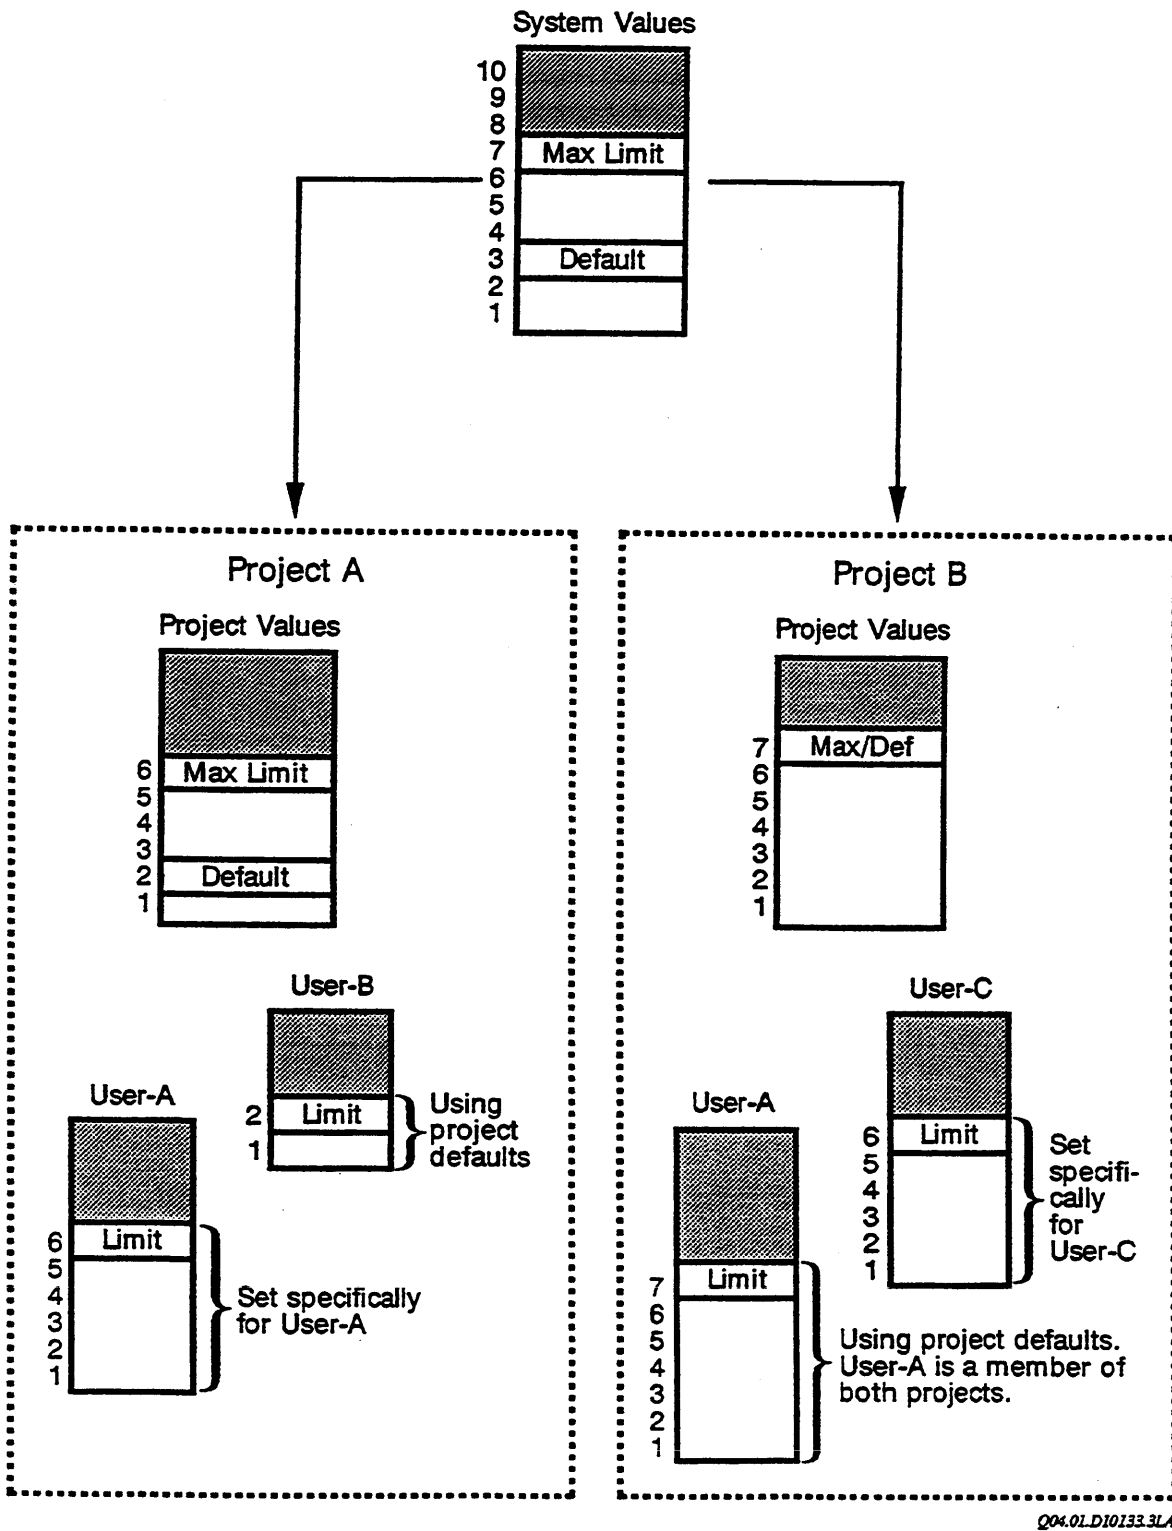 System Values
10
9
8
7 Max Limit
6
5
4
3 Default
2
1
Project A
Project Values
6 Max Limit
5
4
3
2 Default
1
User-B
2 Limit
1
Using
project
defaults
User-A
6 Limit
5
4
3
2
1
Set specifically
for User-A
Project B
Project Values
7 Max/Def
6
5
4
3
2
1
User-C
6 Limit
5
4
3
2
1
Set
specifi-
cally
for
User-C
User-A
7 Limit
6
5
4
3
2
1
Using project defaults.
User-A is a member of
both projects.
Q04.01.D10133.3LA